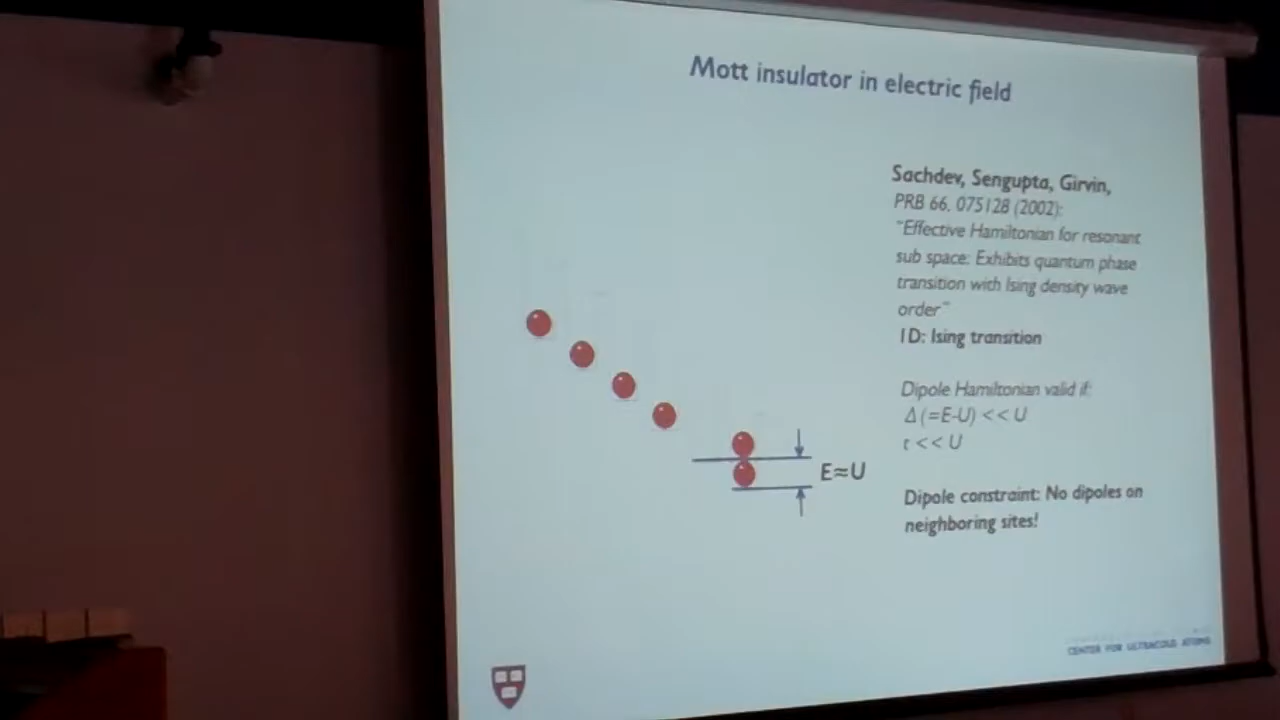 Mott insulator in electric field
Sachdev, Sengupta, Girvin,
PRB 66, 075128 (2002):
"Effective Hamiltonian for resonant
sub space: Exhibits quantum phase
transition with Ising density wave
order"
1D: Ising transition
Dipole Hamiltonian valid if:
Δ (=E-U) << U
t << U
E≈U
Dipole constraint: No dipoles on
neighboring sites!
CENTER FOR ULTRACOLD ATOMS